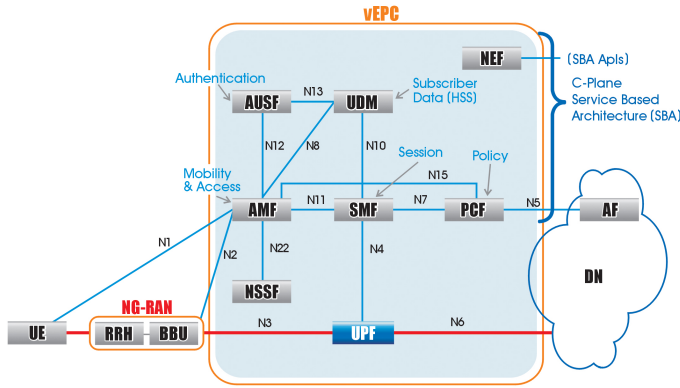 vEPC
NEF
(SBA ApIs)
C-Plane
Service Based
Architecture (SBA)
Authentication
N13
Subscriber
Data (HSS)
AUSF
UDM
N12
N8
N10
Session
Policy
Mobility
& Access
N15
AMF
N11
SMF
N7
PCF
N5
AF
N1
N2
N22
N4
DN
NSSF
NG-RAN
UE
RRH
BBU
N3
UPF
N6